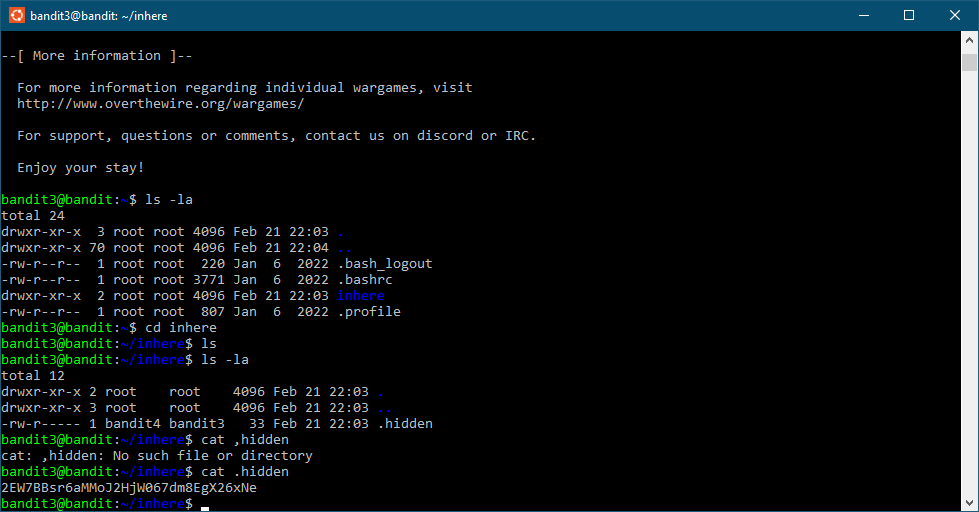 bandit3@bandit: ~/inhere
--[ More information ]--
For more information regarding individual wargames, visit
http://www.overthewire.org/wargames/
For support, questions or comments, contact us on discord or IRC.
Enjoy your stay!
bandit3@bandit:~$ ls -la
total 24
drwxr-xr-x  3 root root 4096 Feb 21 22:03 .
drwxr-xr-x 70 root root 4096 Feb 21 22:04 ..
-rw-r--r--  1 root root  220 Jan  6  2022 .bash_logout
-rw-r--r--  1 root root 3771 Jan  6  2022 .bashrc
drwxr-xr-x  2 root root 4096 Feb 21 22:03 inhere
-rw-r--r--  1 root root  807 Jan  6  2022 .profile
bandit3@bandit:~$ cd inhere
bandit3@bandit:~/inhere$ ls
bandit3@bandit:~/inhere$ ls -la
total 12
drwxr-xr-x 2 root    root    4096 Feb 21 22:03 .
drwxr-xr-x 3 root    root    4096 Feb 21 22:03 ..
-rw-r----- 1 bandit4 bandit3   33 Feb 21 22:03 .hidden
bandit3@bandit:~/inhere$ cat ,hidden
cat: ,hidden: No such file or directory
bandit3@bandit:~/inhere$ cat .hidden
2EW7BBsr6aMMoJ2HjW067dm8EgX26xNe
bandit3@bandit:~/inhere$